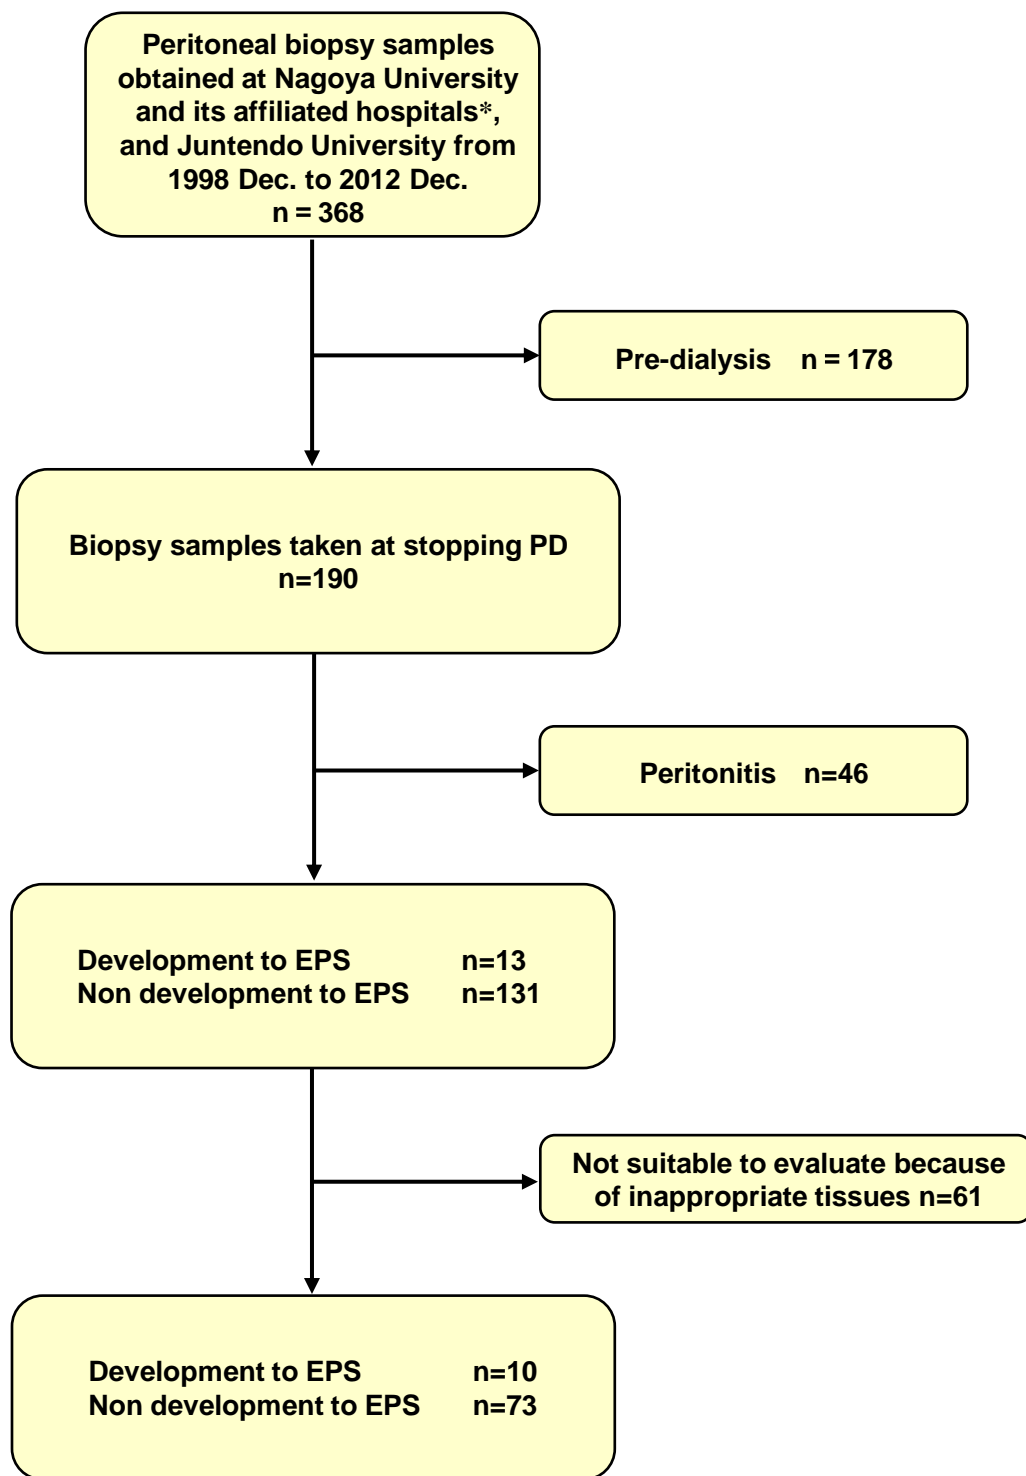 Peritoneal biopsy samples
obtained at Nagoya University
and its affiliated hospitals*,
and Juntendo University from
1998 Dec. to 2012 Dec.
n = 368
Pre-dialysis n = 178
Biopsy samples taken at stopping PD
n=190
Peritonitis n=46
Development to EPS n=13
Non development to EPS n=131
Not suitable to evaluate because
of inappropriate tissues n=61
Development to EPS n=10
Non development to EPS n=73